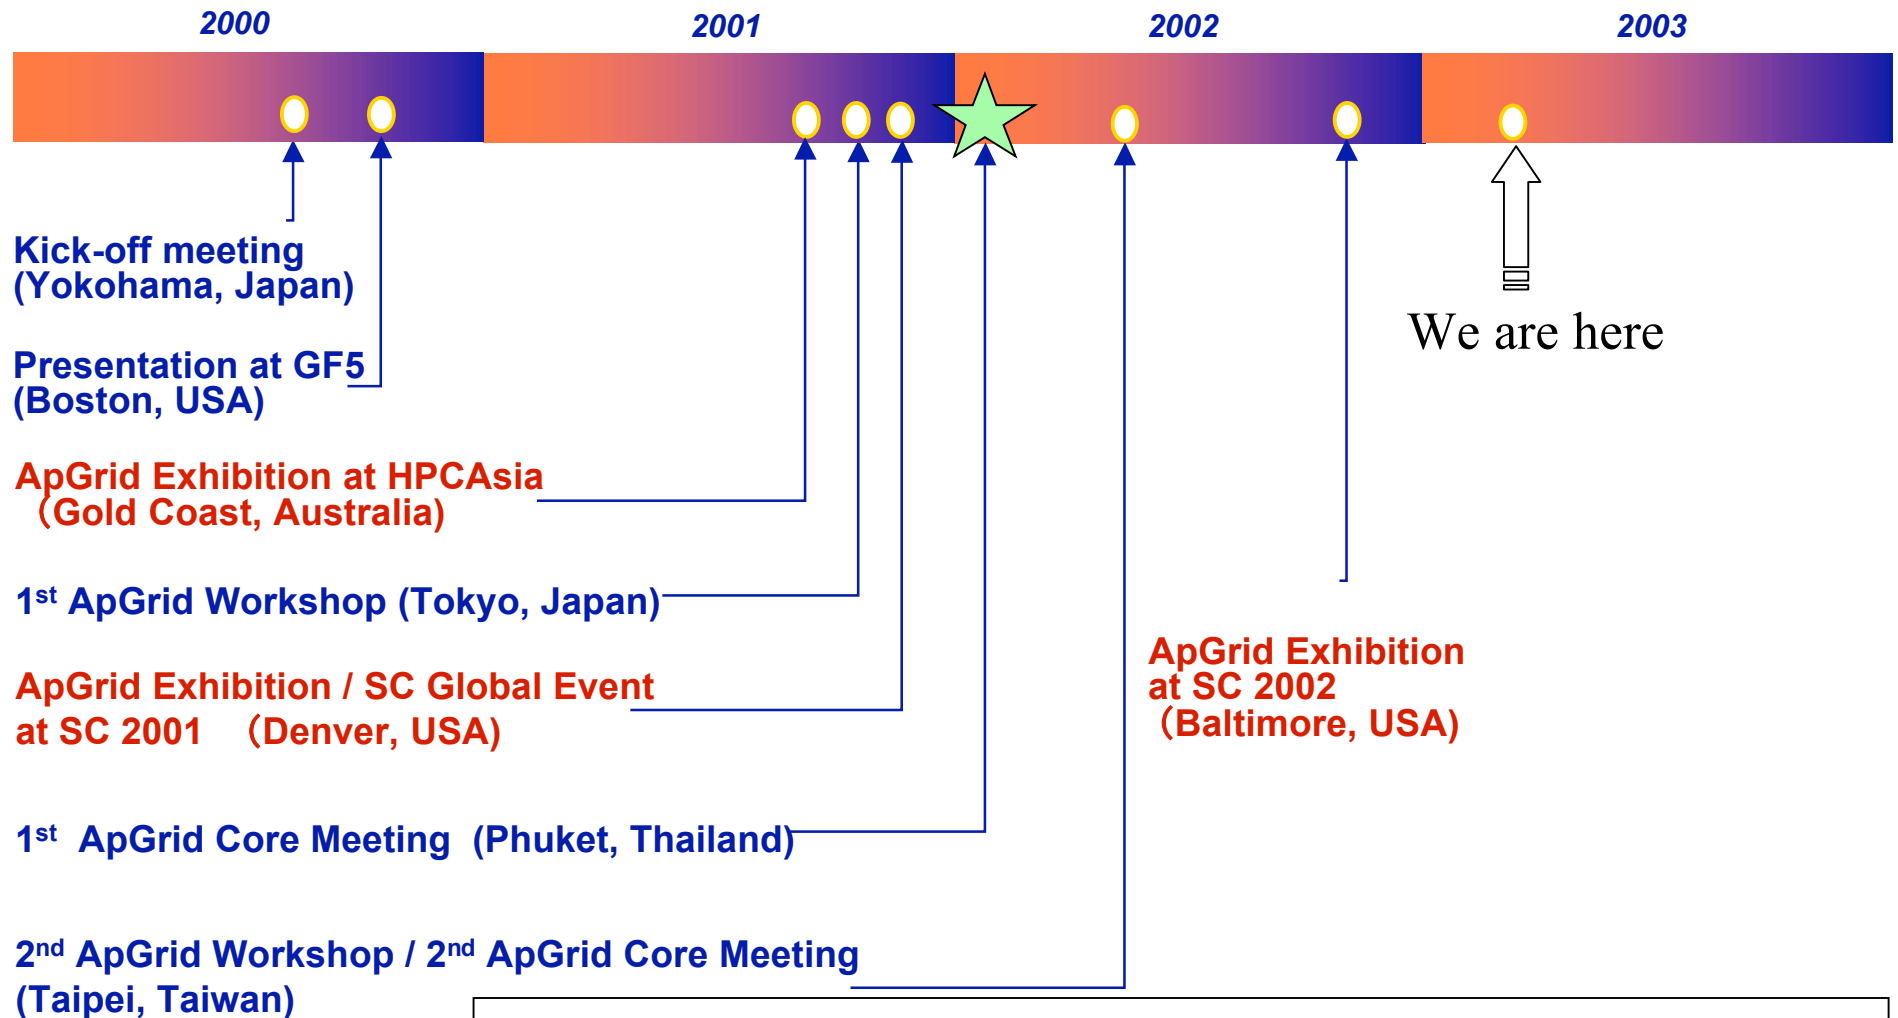 2000 2001 2002 2003
Kick-off meeting
(Yokohama, Japan)
We are here
Presentation at GF5
(Boston, USA)
ApGrid Exhibition at HPCAsia
（Gold Coast, Australia)
1st ApGrid Workshop (Tokyo, Japan)
ApGrid Exhibition / SC Global Event
at SC 2001 （Denver, USA)
ApGrid Exhibition
at SC 2002
（Baltimore, USA)
1st ApGrid Core Meeting (Phuket, Thailand)
2nd ApGrid Workshop / 2nd ApGrid Core Meeting
(Taipei, Taiwan)